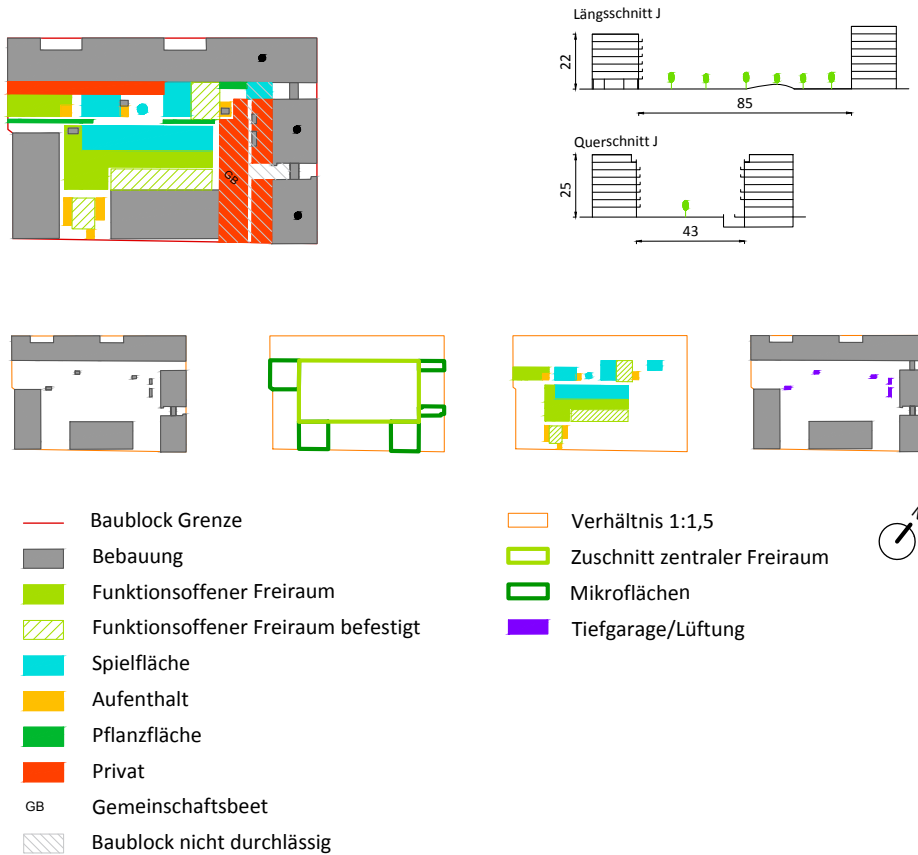 Längsschnitt J
22
85
Querschnitt J
25
43
GB
N
Baublock Grenze
Bebauung
Funktionsoffener Freiraum
Funktionsoffener Freiraum befestigt
Spielfläche
Aufenthalt
Pflanzfläche
Privat
GB Gemeinschaftsbeet
Baublock nicht durchlässig
Verhältnis 1:1,5
Zuschnitt zentraler Freiraum
Mikroflächen
Tiefgarage/Lüftung